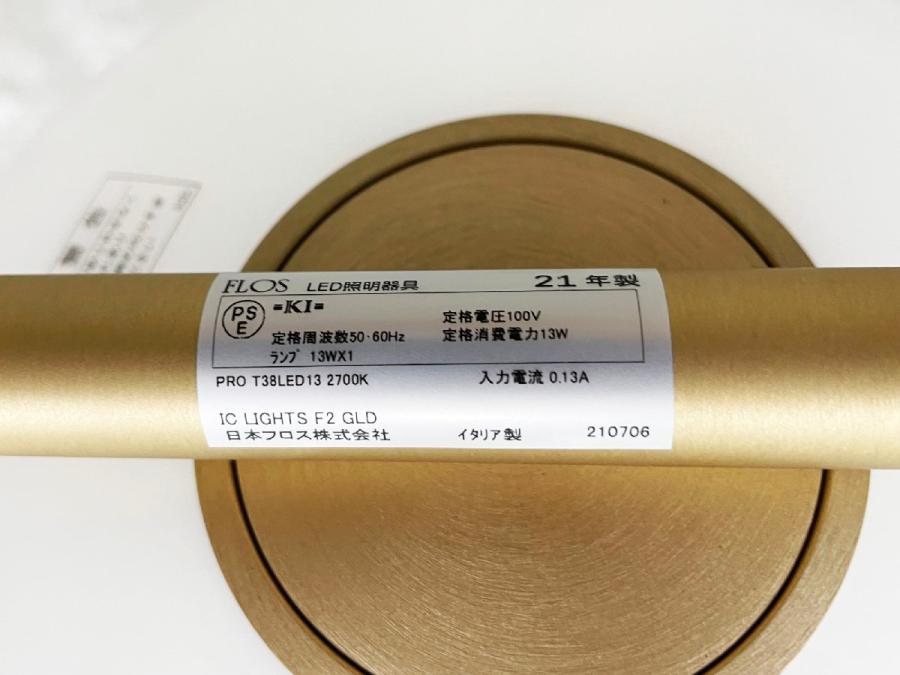 FLOS LED照明器具 21年製
PS E =KI= 定格電圧100V
定格周波数50·60Hz 定格消費電力13W
ランプ 13WX1
PRO T38LED13 2700K 入力電流 0.13A
IC LIGHTS F2 GLD
日本フロス株式会社 イタリア製 210706